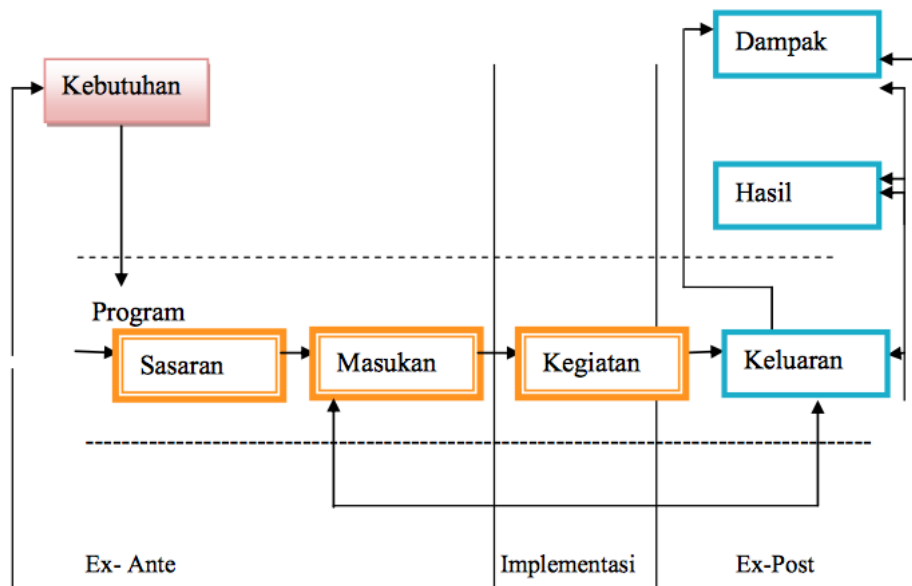 Dampak
Kebutuhan
Hasil
Program
Sasaran
Masukan
Kegiatan
Keluaran
Ex- Ante
Implementasi
Ex-Post